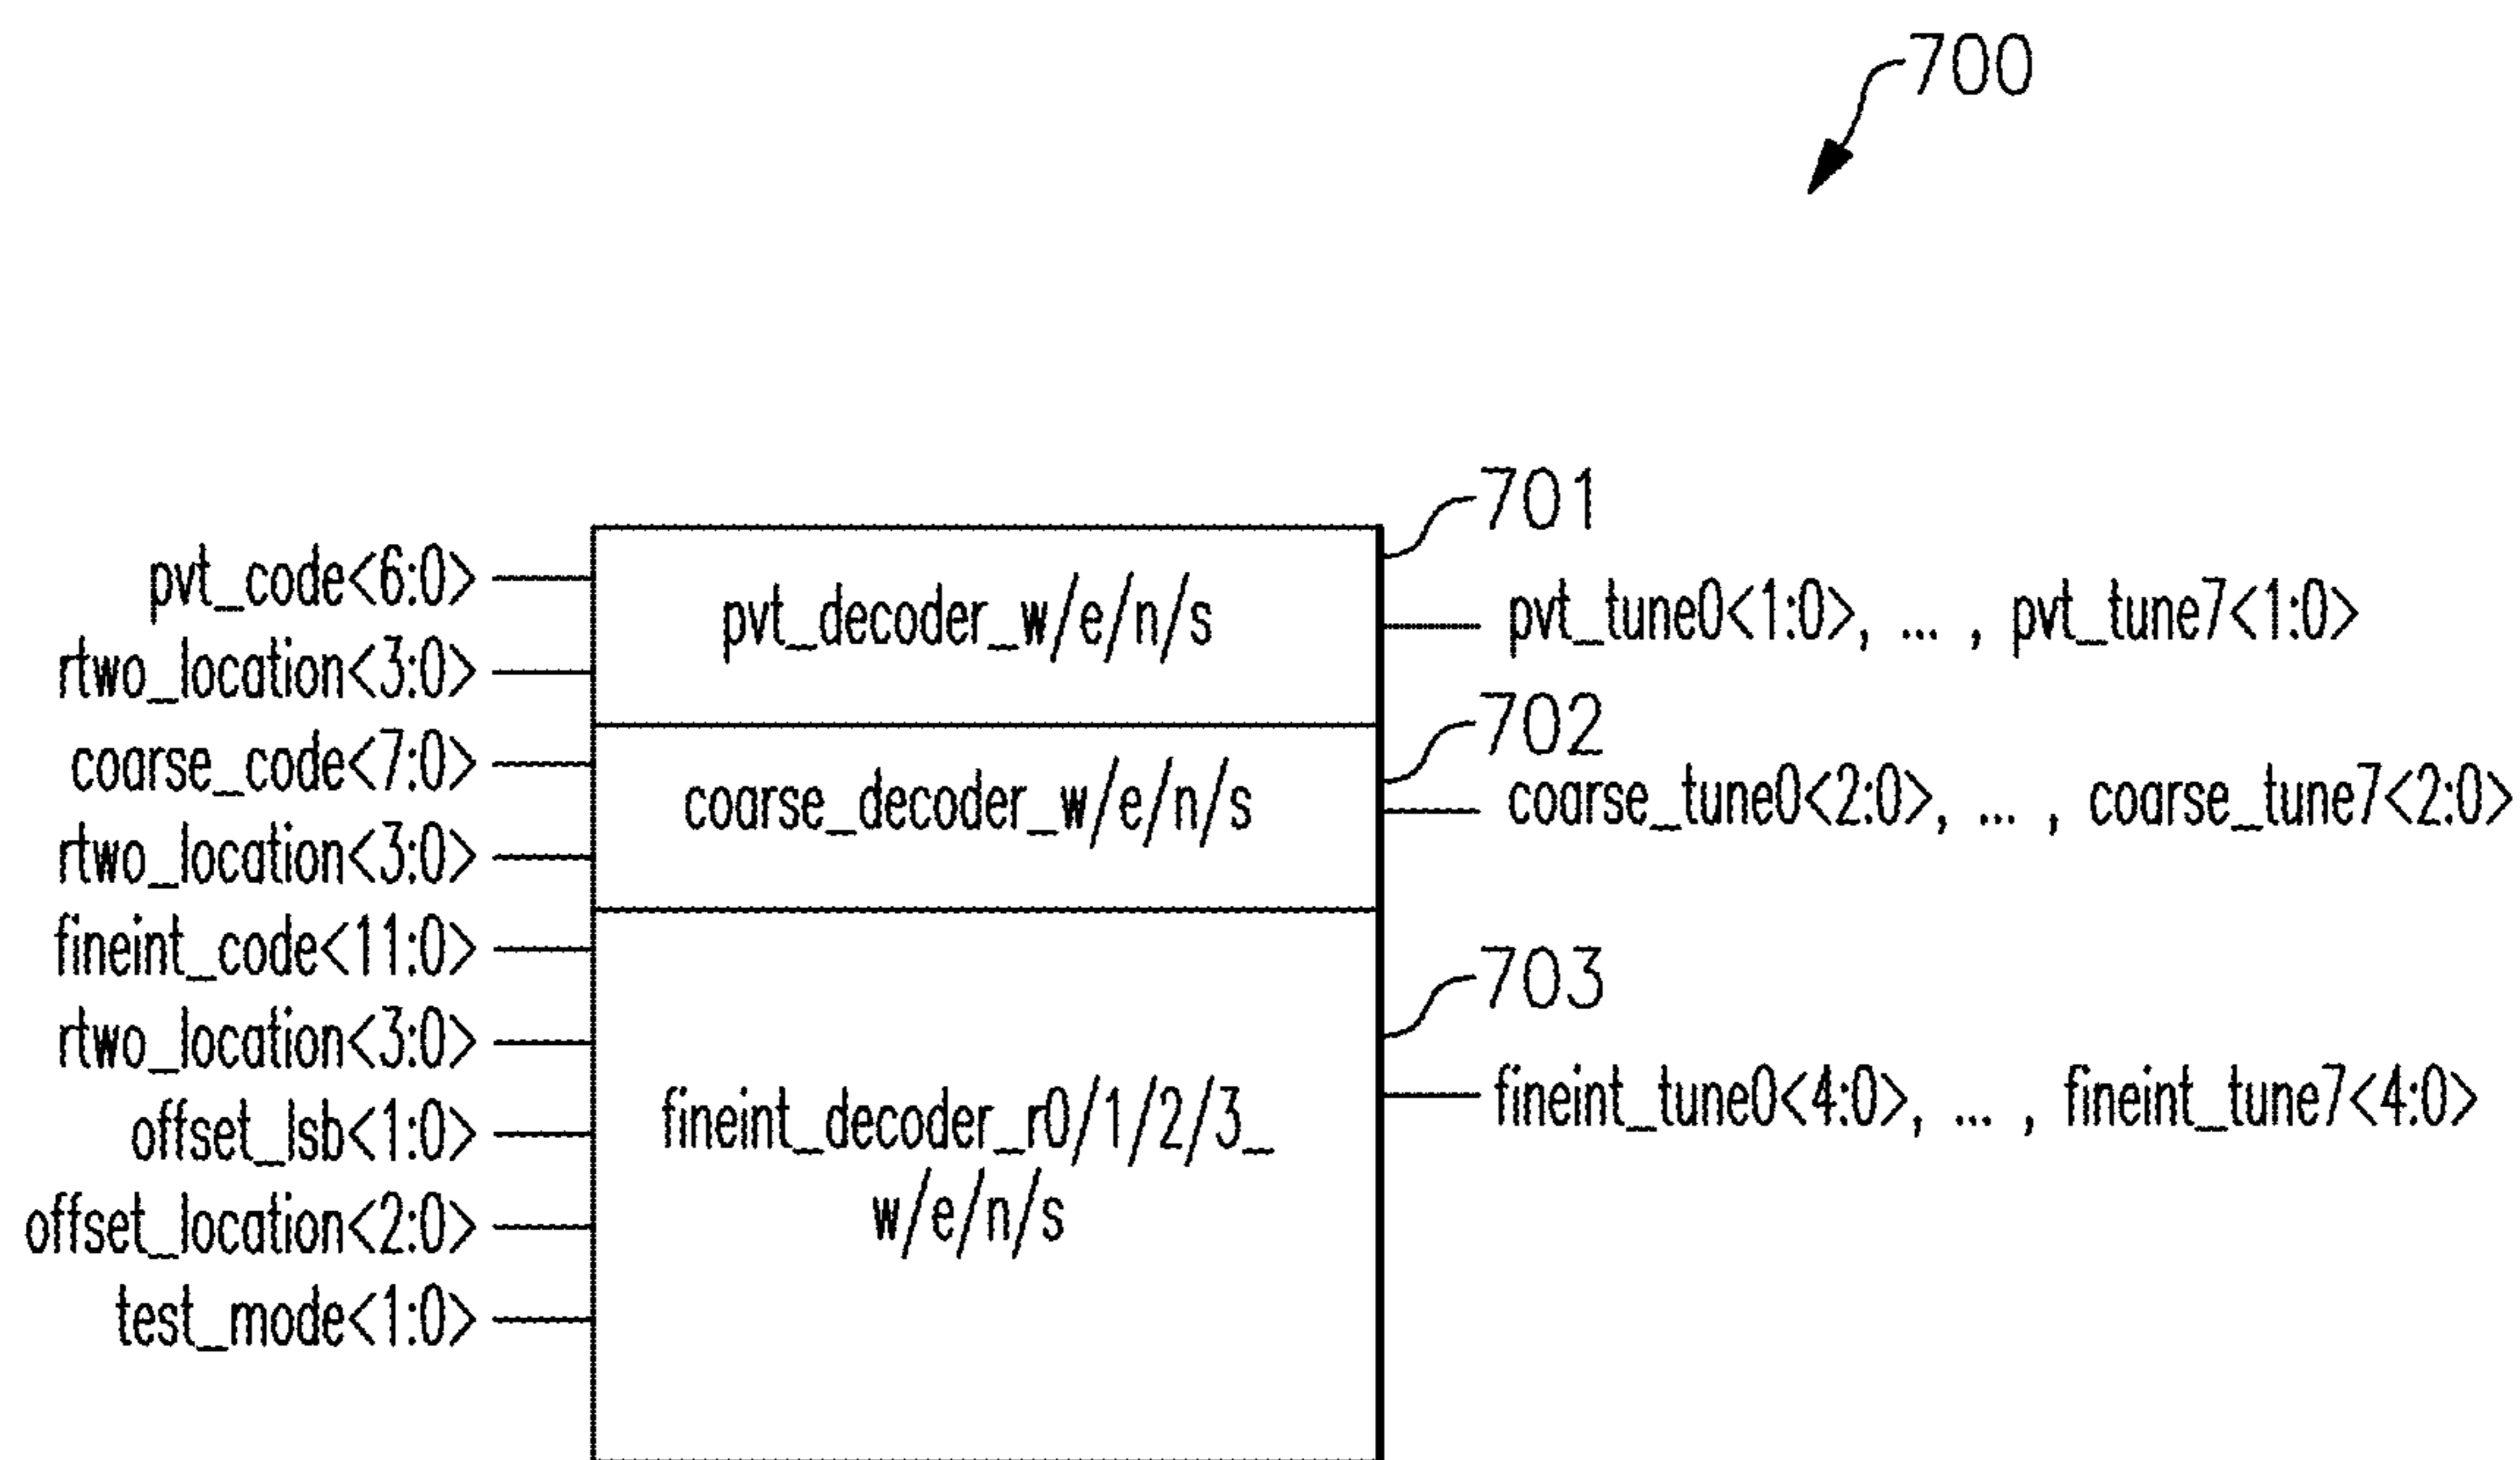 700
701
pvt_code<6:0>
pvt_decoder_w/e/n/s
pvt_tune0<1:0>, ... , pvt_tune7<1:0>
rtwo_location<3:0>
702
coarse_code<7:0>
coarse_decoder_w/e/n/s
coarse_tune0<2:0>, ... , coarse_tune7<2:0>
rtwo_location<3:0>
fineint_code<11:0>
703
rtwo_location<3:0>
fineint_decoder_r0/1/2/3_
w/e/n/s
fineint_tune0<4:0>, ... , fineint_tune7<4:0>
offset_lsb<1:0>
offset_location<2:0>
test_mode<1:0>